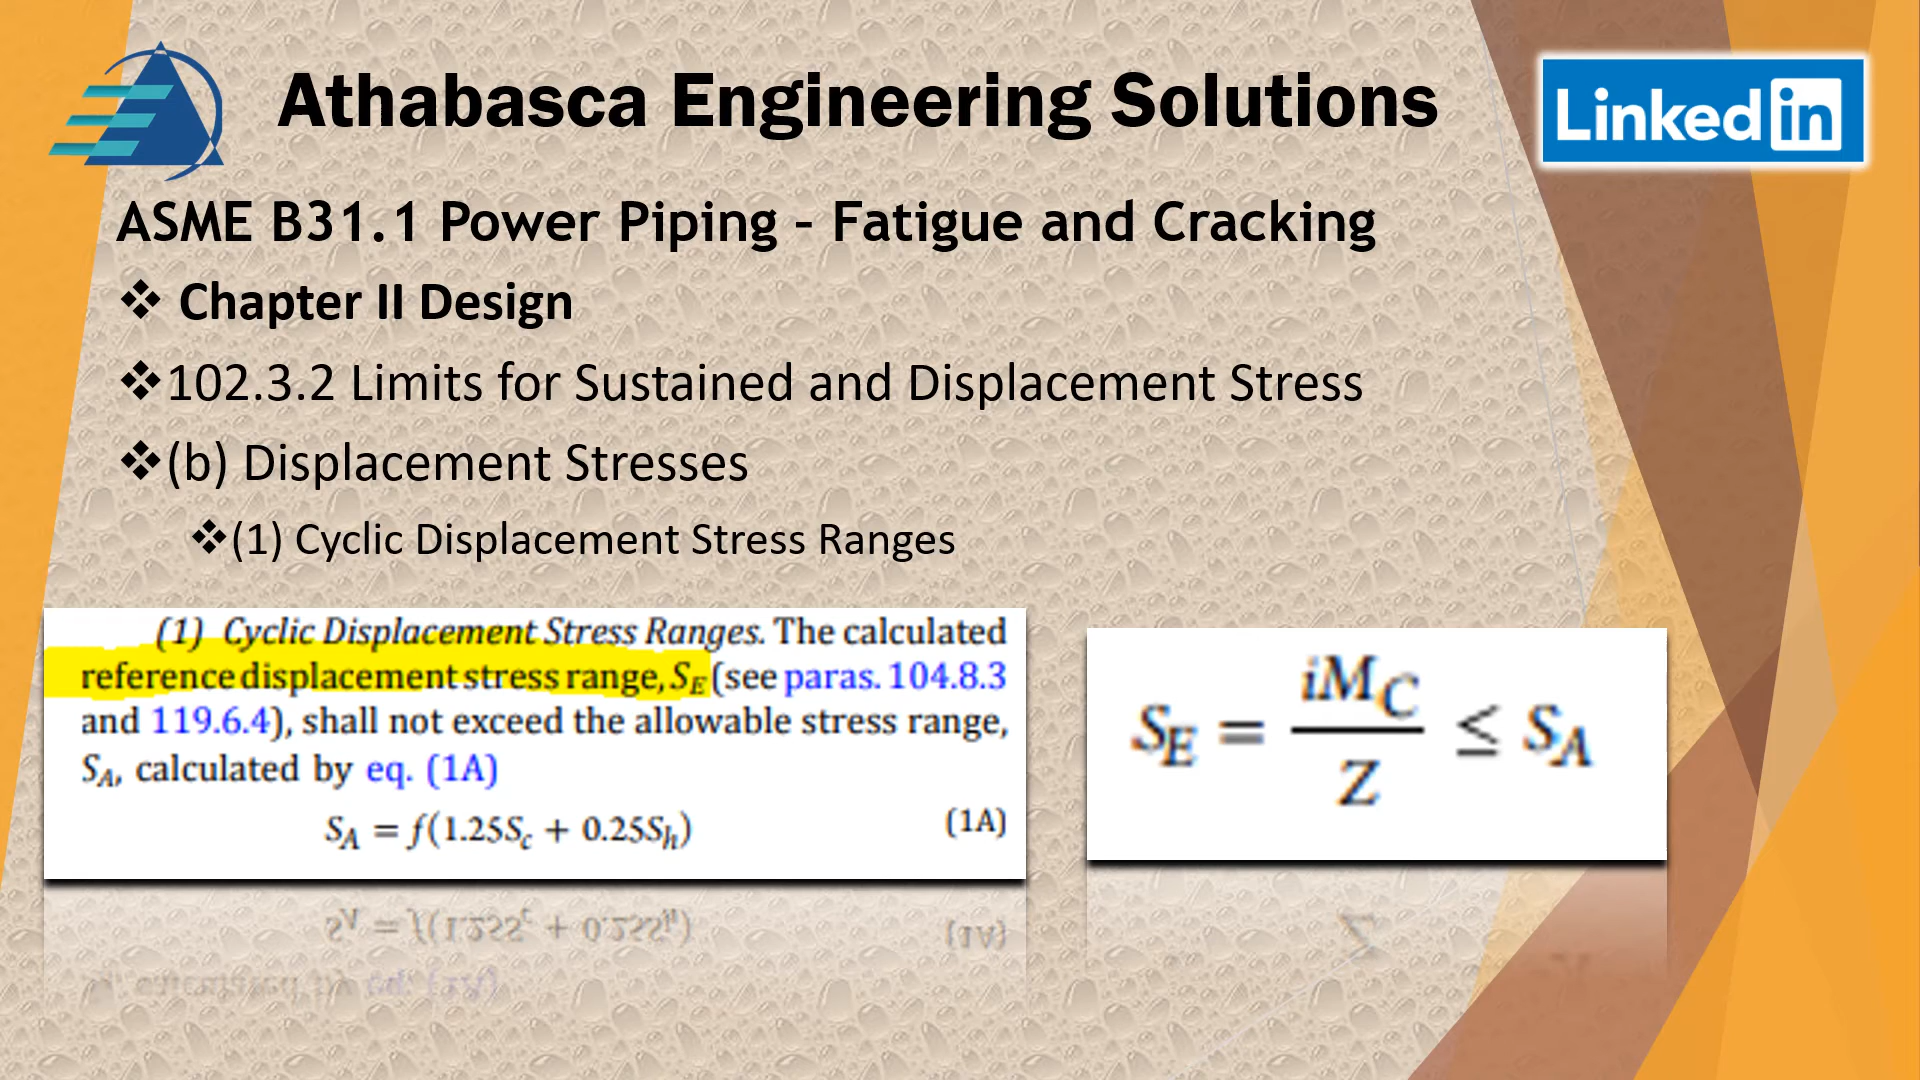 Athabasca Engineering Solutions
Linked in
ASME B31.1 Power Piping – Fatigue and Cracking
❖ Chapter II Design
❖102.3.2 Limits for Sustained and Displacement Stress
❖(b) Displacement Stresses
❖(1) Cyclic Displacement Stress Ranges
(1) Cyclic Displacement Stress Ranges. The calculated
reference displacement stress range, S_E (see paras. 104.8.3
and 119.6.4), shall not exceed the allowable stress range,
S_A, calculated by eq. (1A)
S_A = f(1.25S_c + 0.25S_h) (1A)
S_E = iM_C / Z ≤ S_A